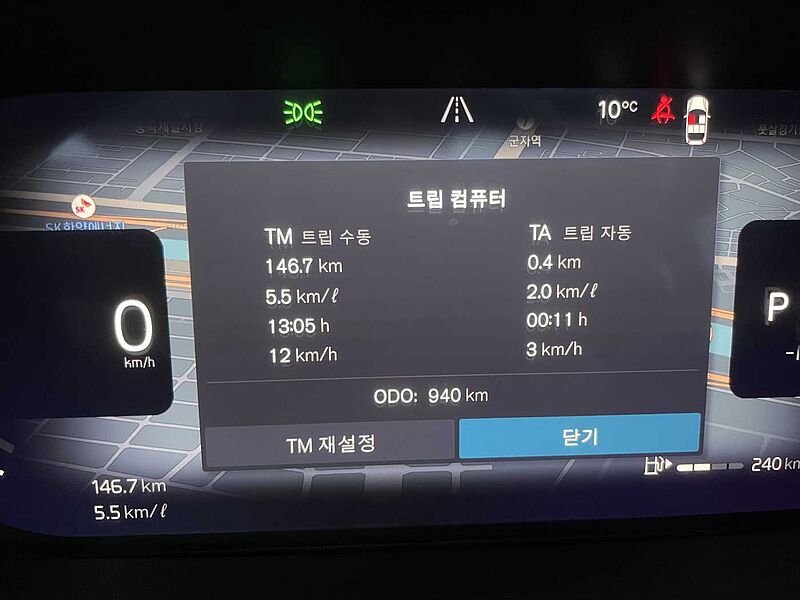 10°C
군자역
SK
트립 컴퓨터
TM 트립 수동
TA 트립 자동
146.7 km
0.4 km
5.5 km/ℓ
2.0 km/ℓ
13:05 h
00:11 h
12 km/h
3 km/h
0
km/h
P
ODO: 940 km
TM 재설정
닫기
240 km
146.7 km
5.5 km/ℓ